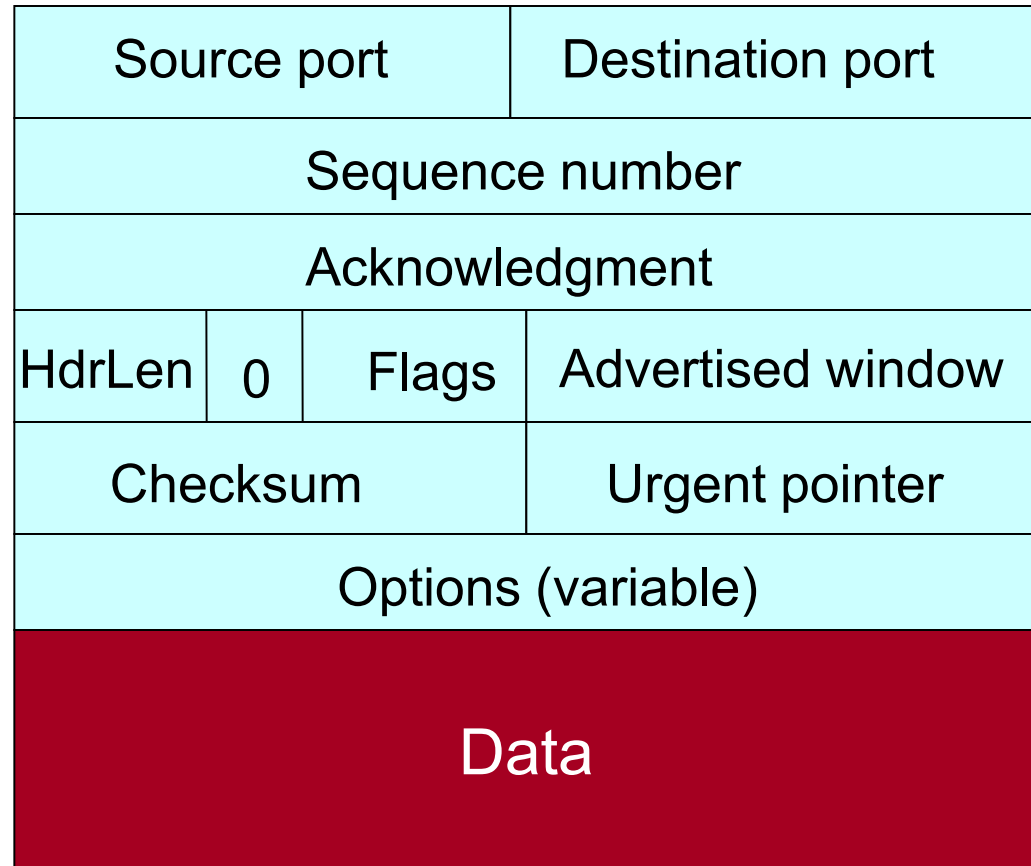 Source port Destination port
Sequence number
Acknowledgment
HdrLen 0 Flags Advertised window
Checksum Urgent pointer
Options (variable)
Data